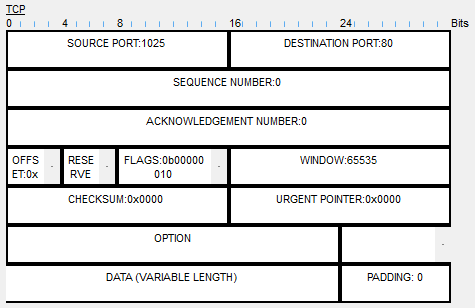 TCP
0 4 8 16 24 Bits
SOURCE PORT:1025 DESTINATION PORT:80
SEQUENCE NUMBER:0
ACKNOWLEDGEMENT NUMBER:0
OFFS RESE FLAGS:0b00000 WINDOW:65535
ET:0x RVE 010
CHECKSUM:0x0000 URGENT POINTER:0x0000
OPTION
DATA (VARIABLE LENGTH) PADDING: 0